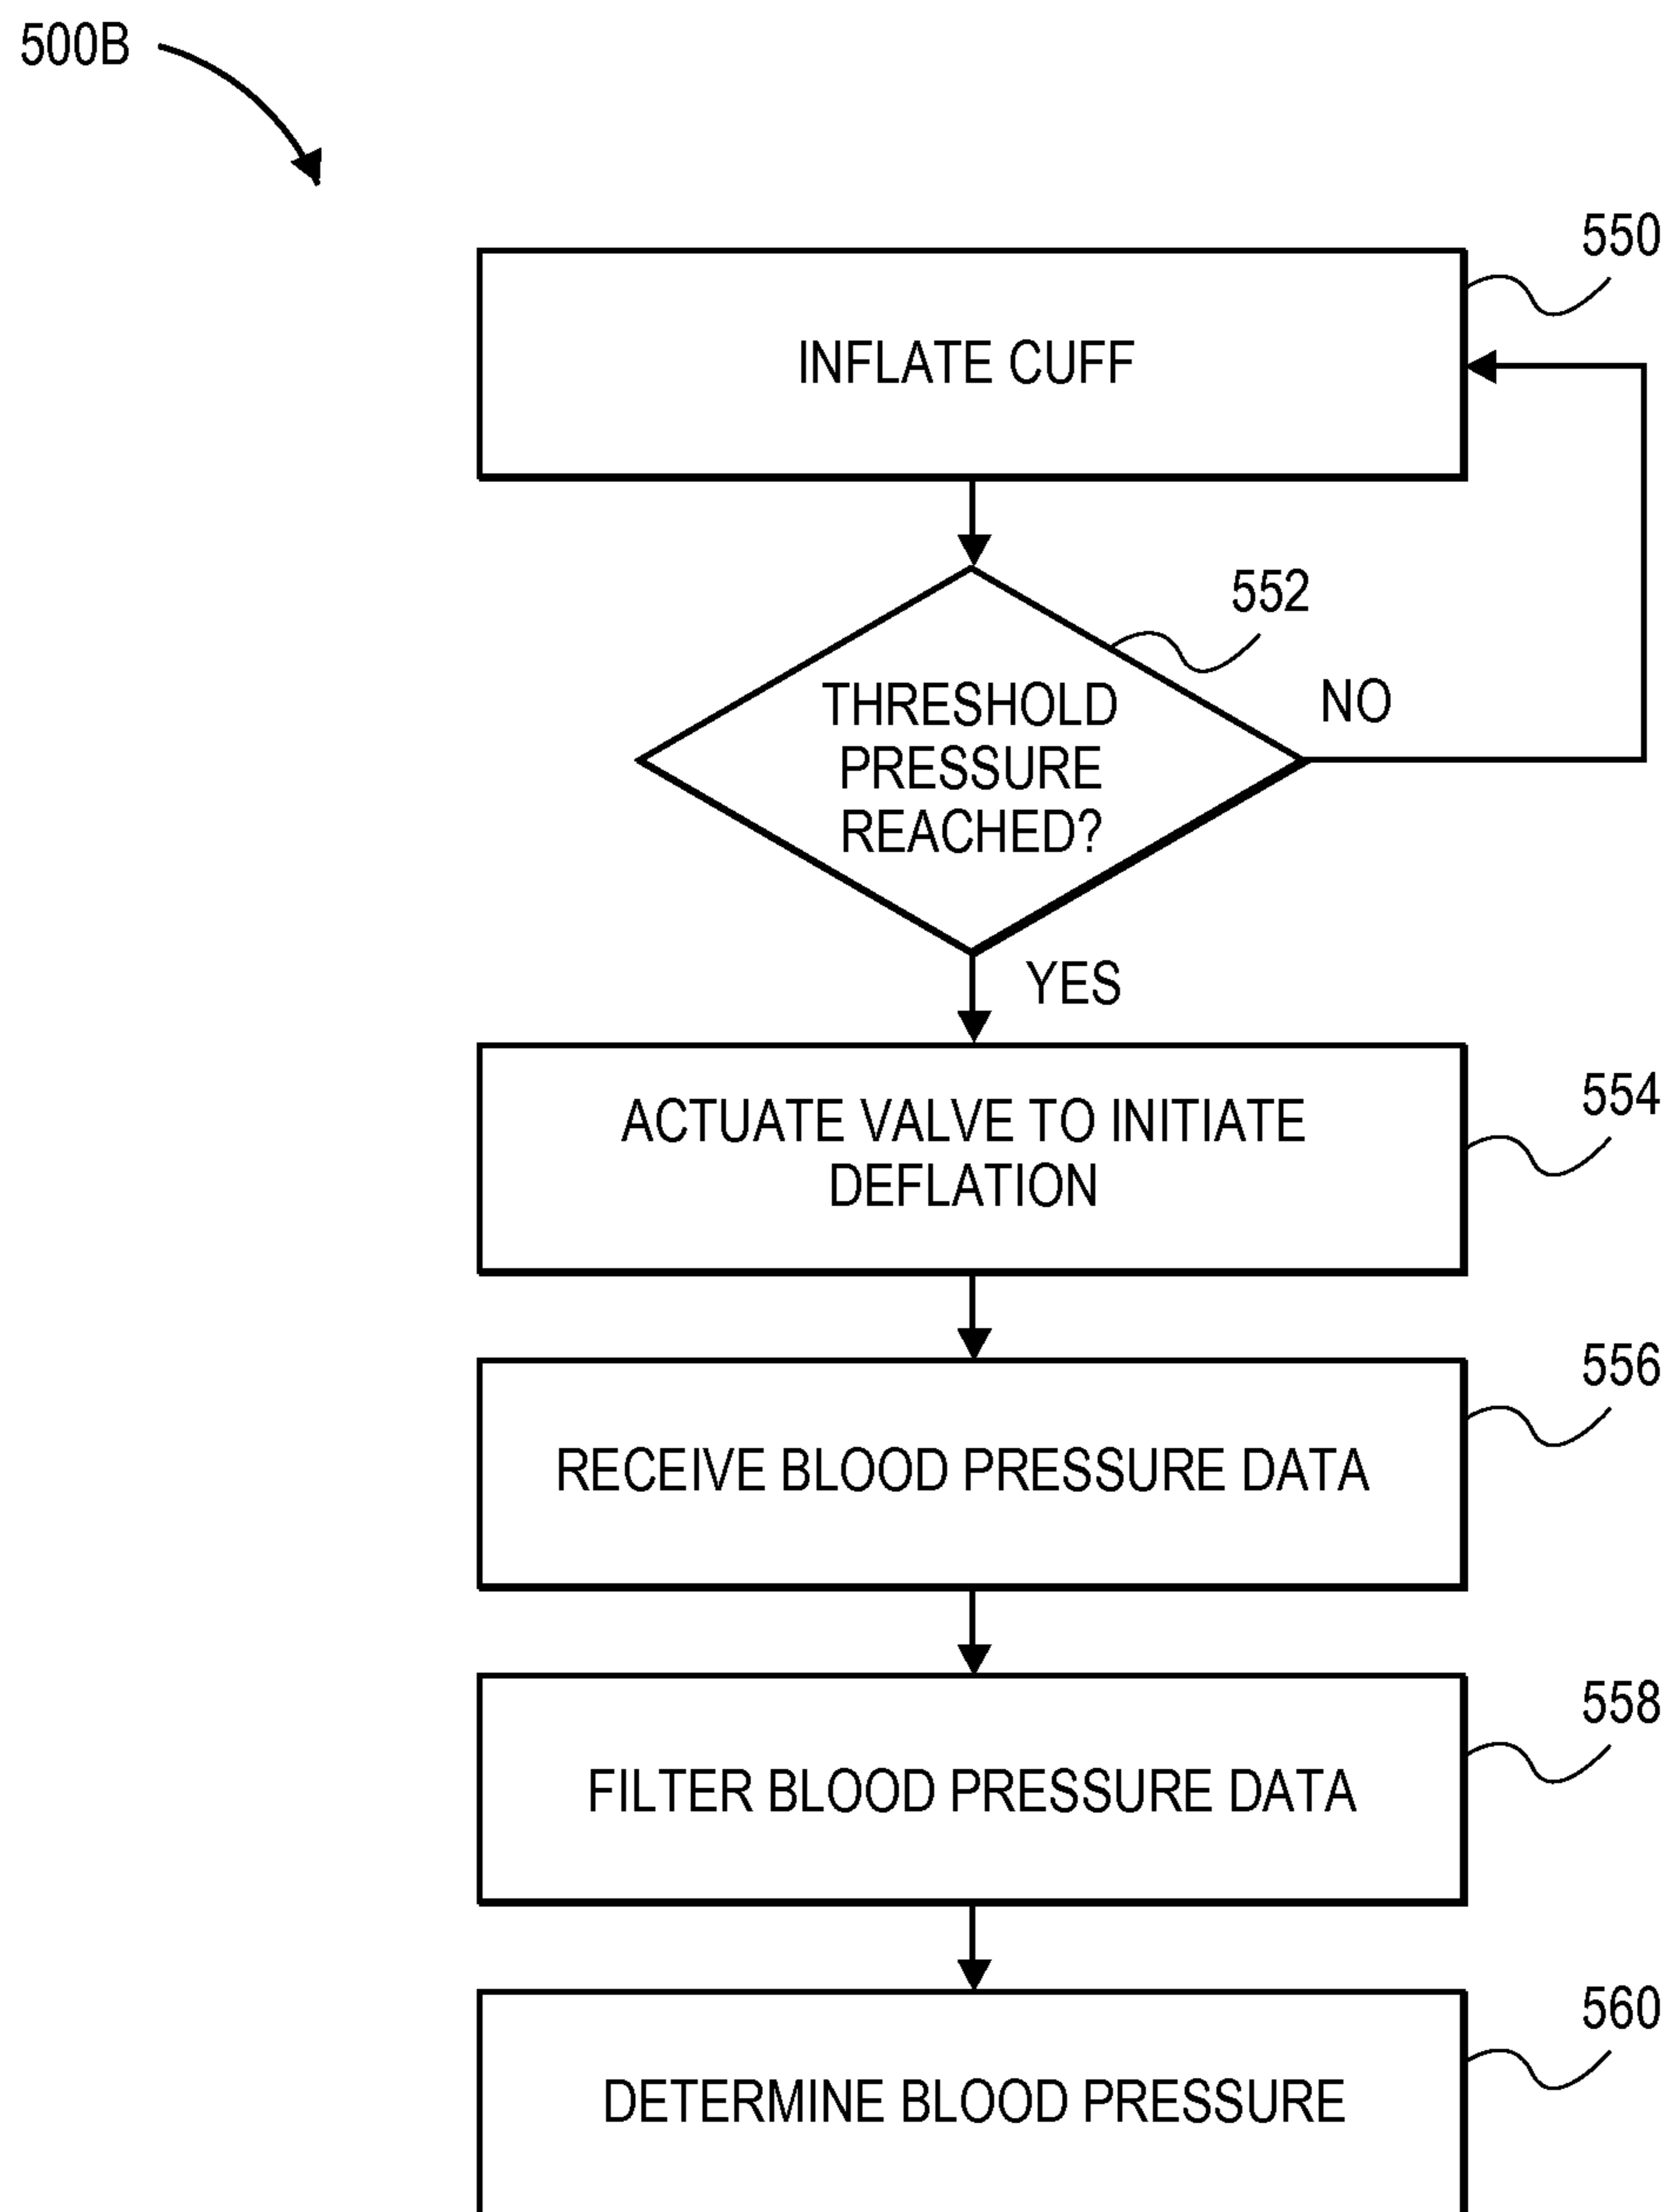 500B
550
INFLATE CUFF
552
THRESHOLD
PRESSURE
REACHED?
NO
YES
554
ACTUATE VALVE TO INITIATE
DEFLATION
556
RECEIVE BLOOD PRESSURE DATA
558
FILTER BLOOD PRESSURE DATA
560
DETERMINE BLOOD PRESSURE